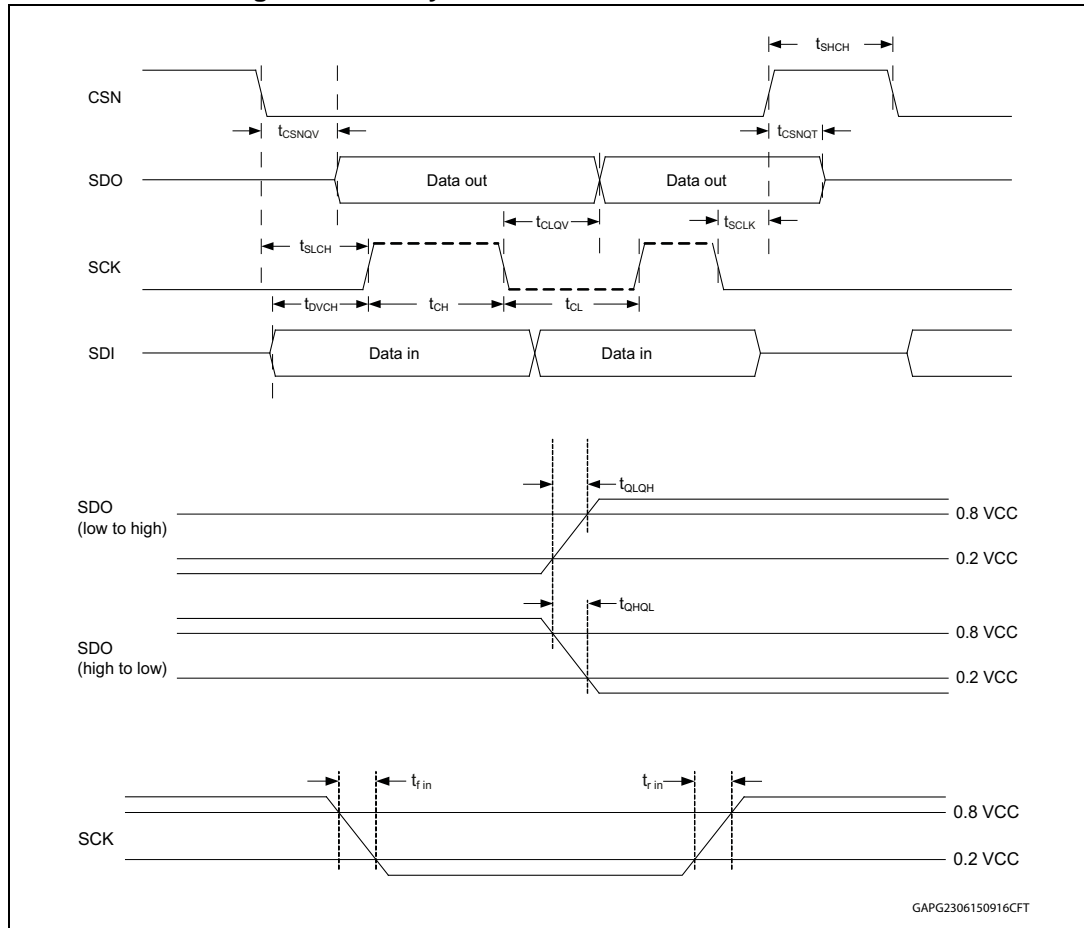 tSHCH
CSN
tCSNQV
tCSNQT
SDO
Data out
Data out
tCLQV
tSCLK
tSLCH
SCK
tDVCH
tCH
tCL
SDI
Data in
Data in
tQLQH
SDO
(low to high)
0.8 VCC
0.2 VCC
tQHQL
SDO
(high to low)
0.8 VCC
0.2 VCC
tf in
tr in
SCK
0.8 VCC
0.2 VCC
GAPG2306150916CFT